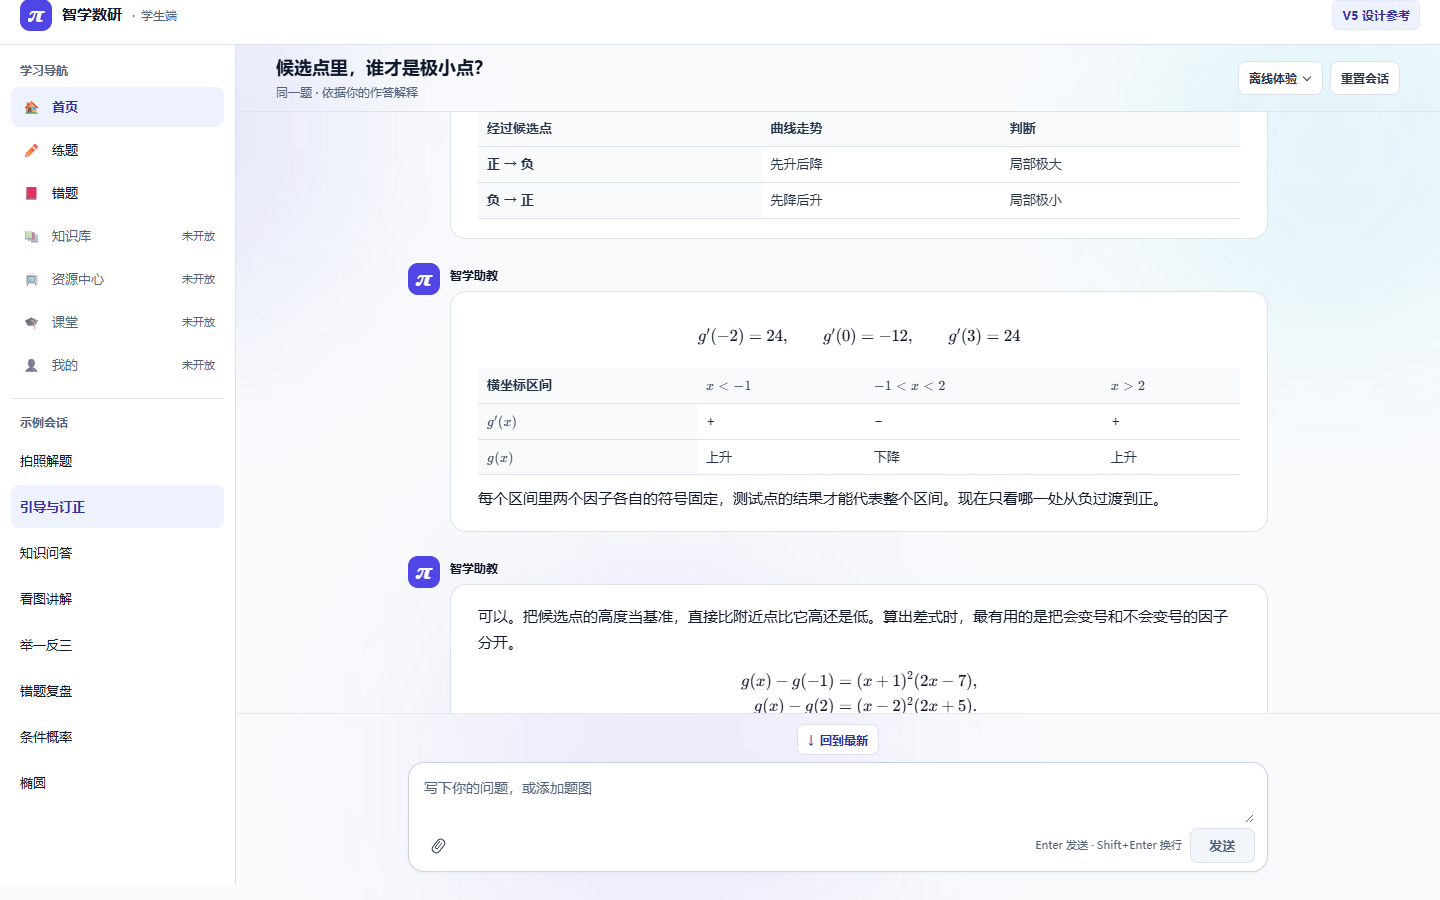 π 智学数研 · 学生端
V5 设计参考
学习导航
首页
练题
错题
知识库 未开放
资源中心 未开放
课堂 未开放
我的 未开放
示例会话
拍照解题
引导与订正
知识问答
看图讲解
举一反三
错题复盘
条件概率
椭圆
候选点里，谁才是极小点？
同一题 · 依据你的作答解释
离线体验
重置会话
经过候选点 曲线走势 判断
正 → 负 先升后降 局部极大
负 → 正 先降后升 局部极小
π 智学助教
g′(−2) = 24, g′(0) = −12, g′(3) = 24
横坐标区间 x < −1 −1 < x < 2 x > 2
g′(x) + − +
g(x) 上升 下降 上升
每个区间里两个因子各自的符号固定，测试点的结果才能代表整个区间。现在只看哪一处从负过渡到正。
π 智学助教
可以。把候选点的高度当基准，直接比附近点比它高还是低。算出差式时，最有用的是把会变号和不会变号的因子
分开。
g(x) − g(−1) = (x + 1)²(2x − 7),
g(x) − g(2) = (x − 2)²(2x + 5).
↓ 回到最新
写下你的问题，或添加题图
Enter 发送 · Shift+Enter 换行
发送